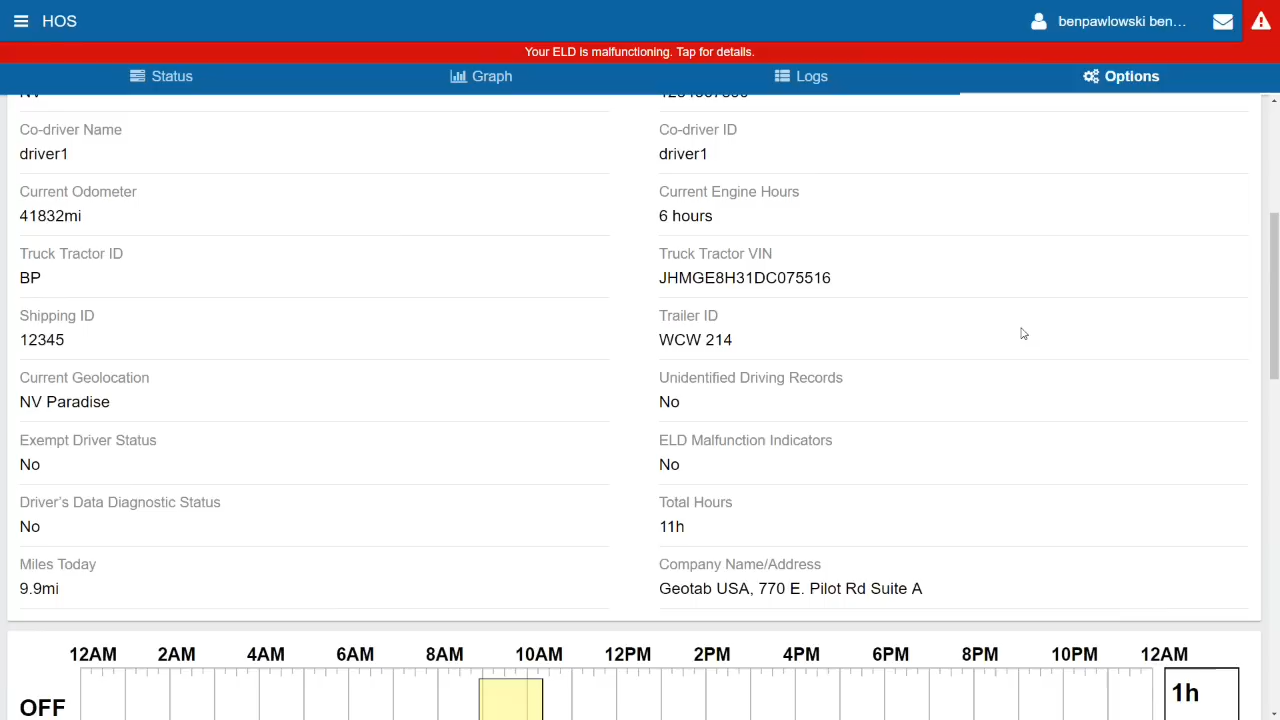 HOS
benpawlowski ben...
Your ELD is malfunctioning. Tap for details.
Status
Graph
Logs
Options
Co-driver Name
driver1
Co-driver ID
driver1
Current Odometer
41832mi
Current Engine Hours
6 hours
Truck Tractor ID
BP
Truck Tractor VIN
JHMGE8H31DC075516
Shipping ID
12345
Trailer ID
WCW 214
Current Geolocation
NV Paradise
Unidentified Driving Records
No
Exempt Driver Status
No
ELD Malfunction Indicators
No
Driver's Data Diagnostic Status
No
Total Hours
11h
Miles Today
9.9mi
Company Name/Address
Geotab USA, 770 E. Pilot Rd Suite A
12AM 2AM 4AM 6AM 8AM 10AM 12PM 2PM 4PM 6PM 8PM 10PM 12AM
OFF
1h